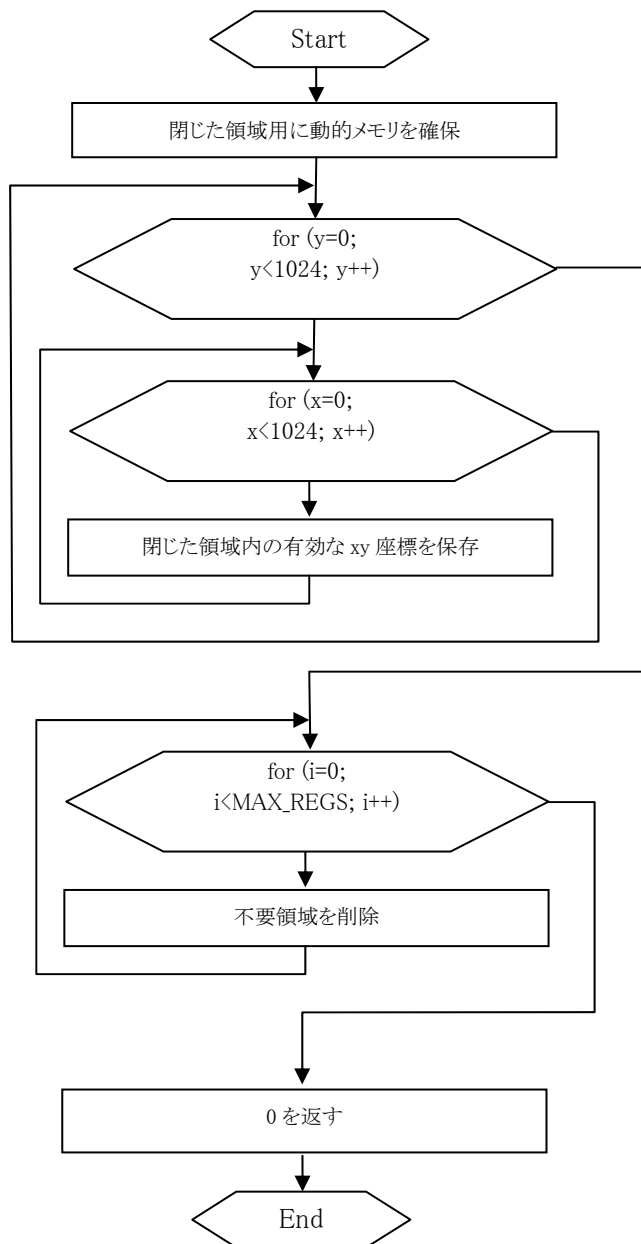 Start
閉じた領域用に動的メモリを確保
for (y=0;
y<1024; y++)
for (x=0;
x<1024; x++)
閉じた領域内の有効な xy 座標を保存
for (i=0;
i<MAX_REGS; i++)
不要領域を削除
0 を返す
End